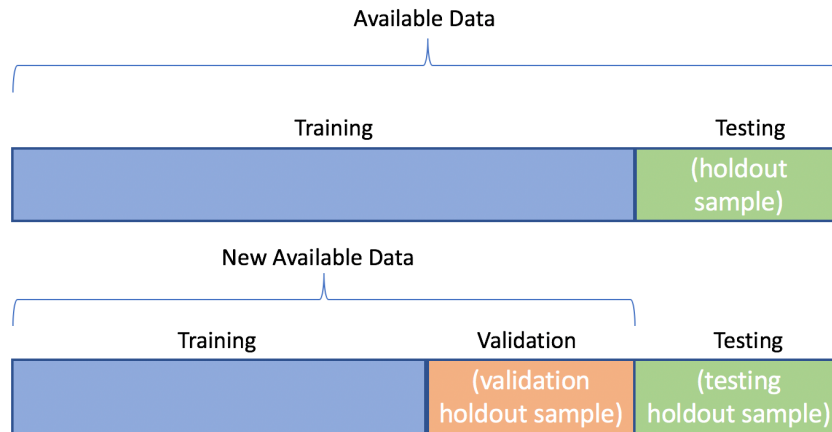 Available Data
Training
Testing
(holdout
sample)
New Available Data
Training
Validation
Testing
(validation
holdout sample)
(testing
holdout sample)